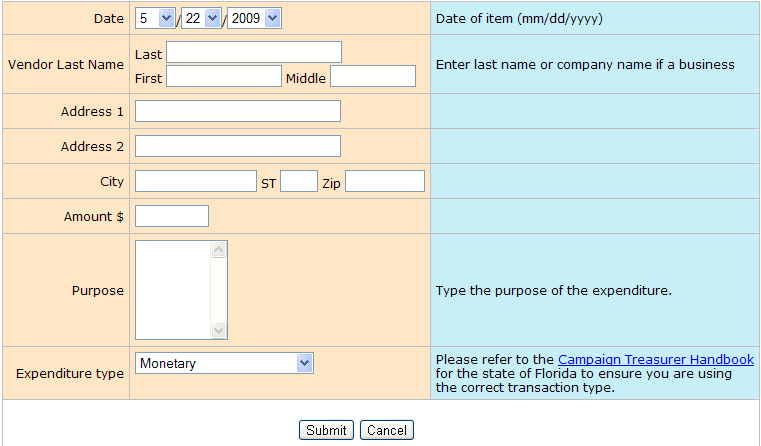 Date 5 / 22 / 2009 Date of item (mm/dd/yyyy)
Vendor Last Name Last Enter last name or company name if a business
First Middle
Address 1
Address 2
City ST Zip
Amount $
Purpose Type the purpose of the expenditure.
Expenditure type Monetary Please refer to the Campaign Treasurer Handbook
for the state of Florida to ensure you are using
the correct transaction type.
Submit Cancel